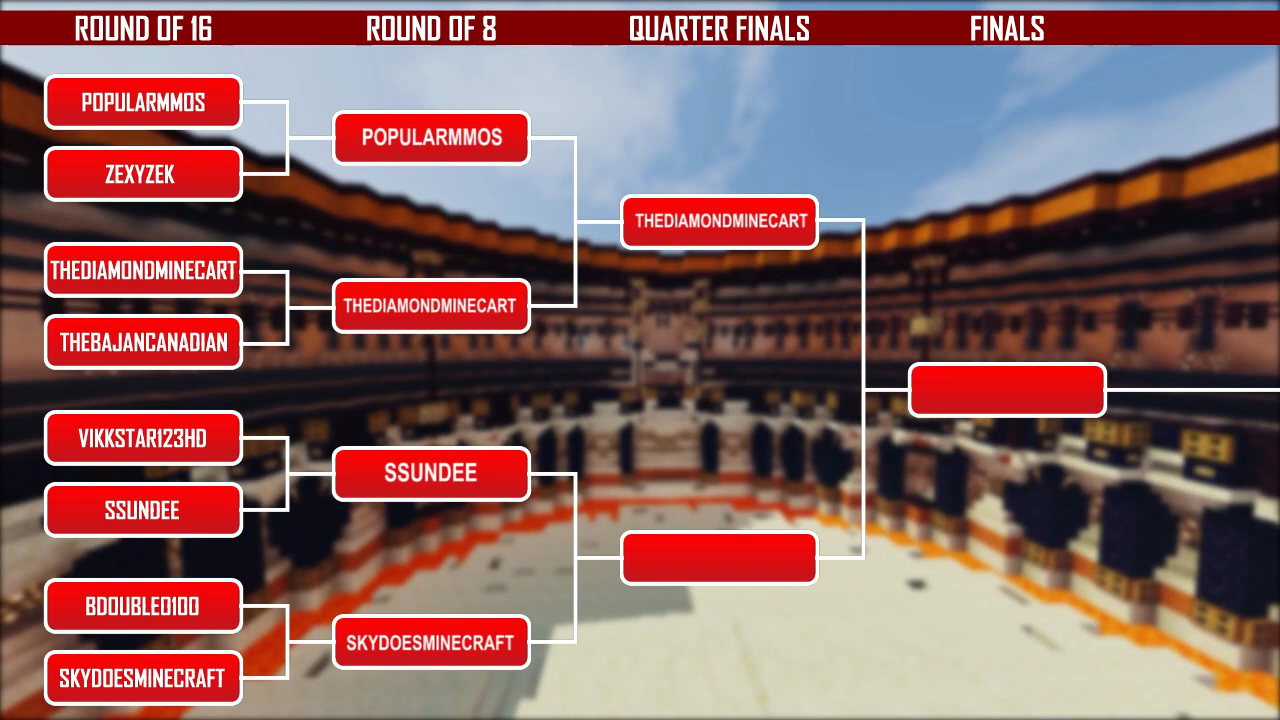 ROUND OF 16
ROUND OF 8
QUARTER FINALS
FINALS
POPULARMMOS
ZEXYZEK
THEDIAMONDMINECART
THEBAJANCANADIAN
VIKKSTAR123HD
SSUNDEE
BDOUBLEO100
SKYDOESMINECRAFT
POPULARMMOS
THEDIAMONDMINECART
SSUNDEE
SKYDOESMINECRAFT
THEDIAMONDMINECART